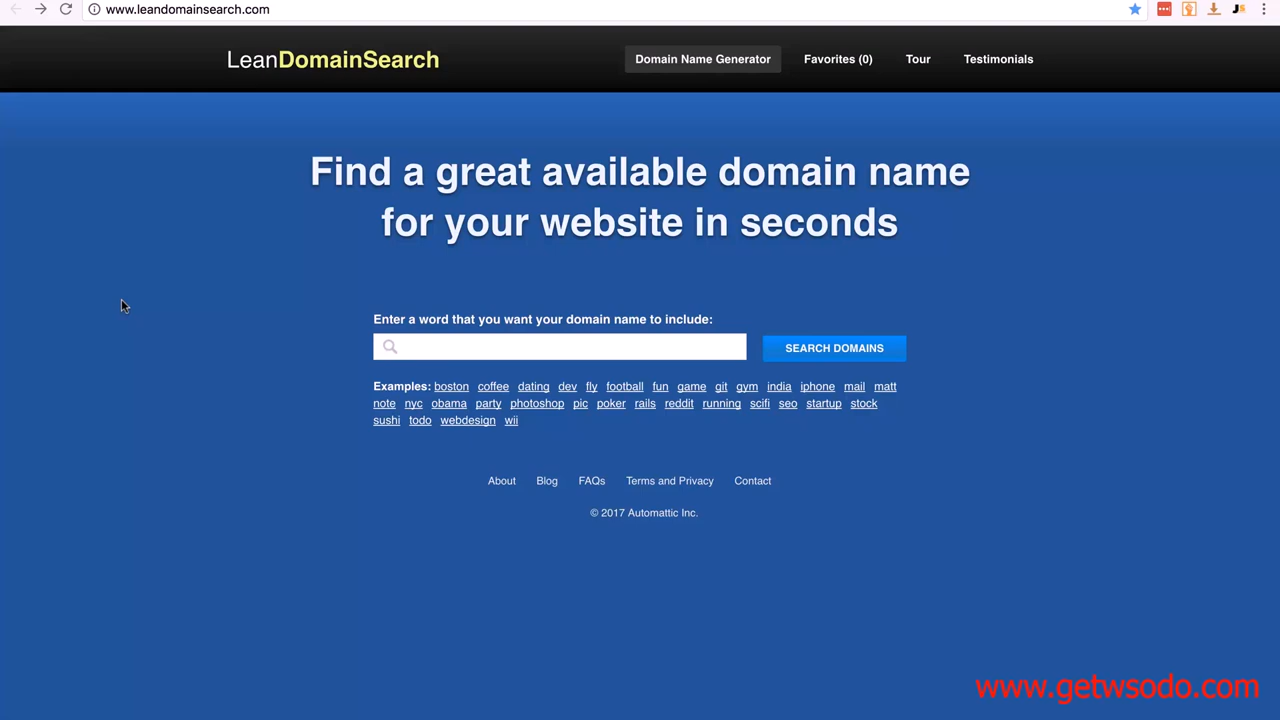 www.leandomainsearch.com
LeanDomainSearch
Domain Name Generator Favorites (0) Tour Testimonials
Find a great available domain name
for your website in seconds
Enter a word that you want your domain name to include:
SEARCH DOMAINS
Examples: boston coffee dating dev fly football fun game git gym india iphone mail matt
note nyc obama party photoshop pic poker rails reddit running scifi seo startup stock
sushi todo webdesign wii
About Blog FAQs Terms and Privacy Contact
© 2017 Automattic Inc.
www.getwsodo.com